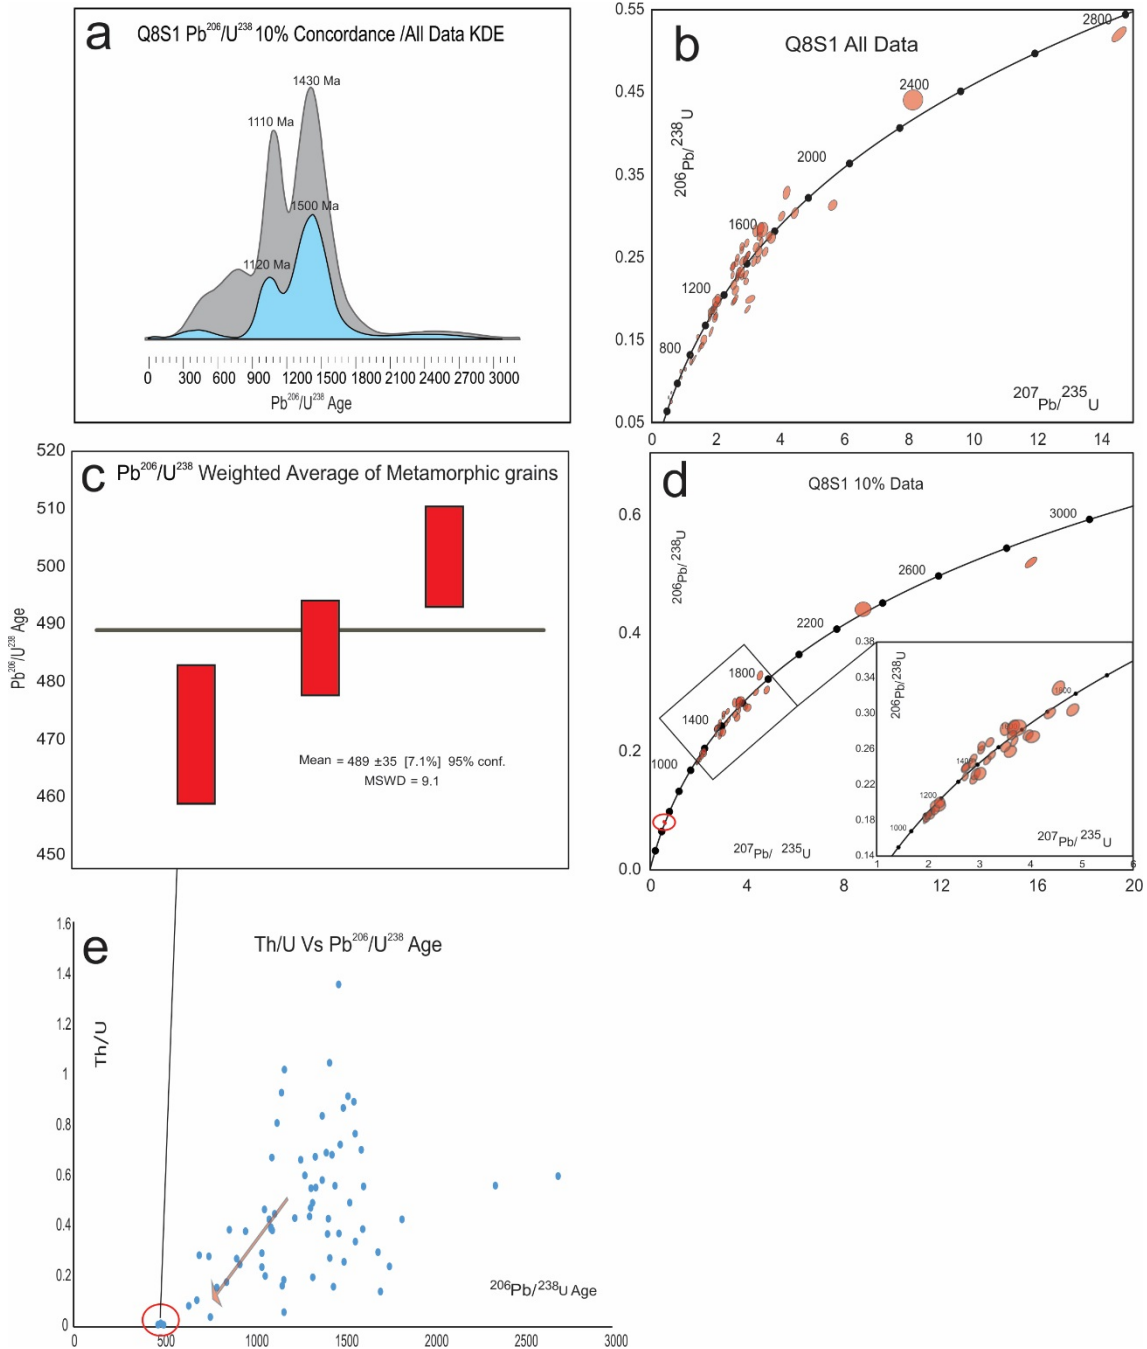 a
Q8S1 Pb²⁰⁶/U²³⁸ 10% Concordance /All Data KDE
1430 Ma
1110 Ma
1500 Ma
1120 Ma
0 300 600 900 1200 1500 1800 2100 2400 2700 3000
Pb²⁰⁶/U²³⁸ Age
b
Q8S1 All Data
0.55
0.45
0.35
0.25
0.15
0.05
²⁰⁶Pb/²³⁸U
2800
2400
2000
1600
1200
800
²⁰⁷Pb/²³⁵U
0 2 4 6 8 10 12 14
c
Pb²⁰⁶/U²³⁸ Weighted Average of Metamorphic grains
520
510
500
490
480
470
460
450
Pb²⁰⁶/U²³⁸ Age
Mean = 489 ±35 [7.1%] 95% conf.
MSWD = 9.1
d
Q8S1 10% Data
0.6
0.4
0.2
0.0
²⁰⁶Pb/²³⁸U
3000
2600
2200
1800
1400
1000
²⁰⁷Pb/ ²³⁵U
0 4 8 12 16 20
0.38
0.34
0.30
0.26
0.22
0.18
0.14
²⁰⁶Pb/²³⁸U
1800
1400
1200
1000
²⁰⁷Pb/ ²³⁵U
1 2 3 4 5 6
e
Th/U Vs Pb²⁰⁶/U²³⁸ Age
1.6
1.4
1.2
1
0.8
0.6
0.4
0.2
0
Th/U
²⁰⁶Pb/²³⁸U Age
0 500 1000 1500 2000 2500 3000